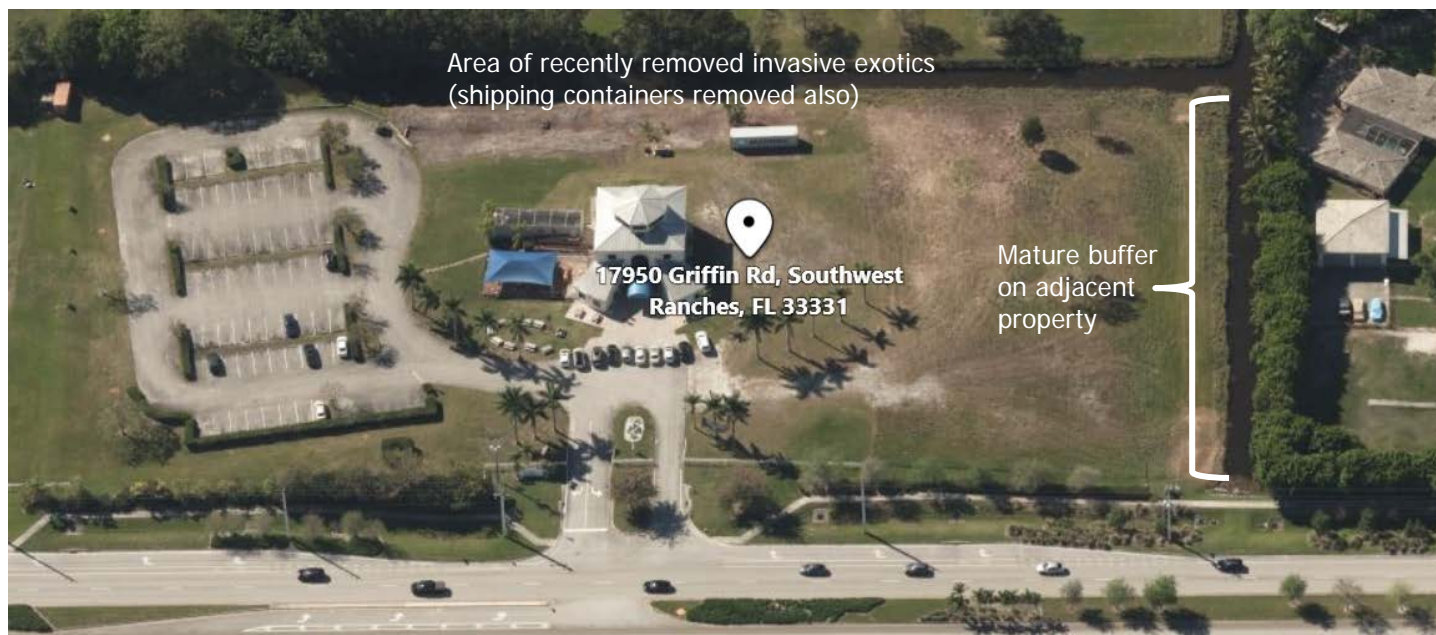 Area of recently removed invasive exotics
(shipping containers removed also)
17950 Griffin Rd, Southwest
Ranches, FL 33331
Mature buffer
on adjacent
property